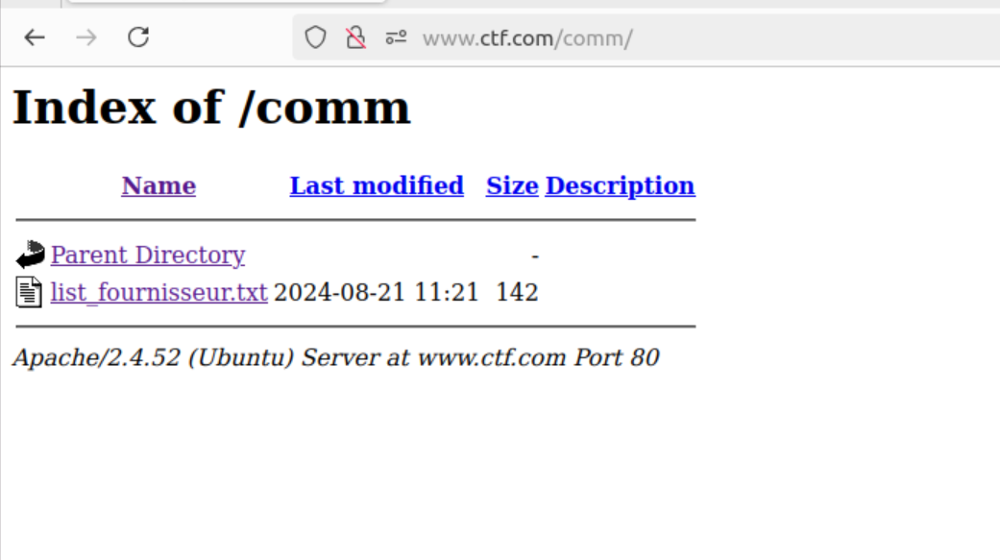 www.ctf.com/comm/
Index of /comm
Name Last modified Size Description
Parent Directory -
list_fournisseur.txt 2024-08-21 11:21 142
Apache/2.4.52 (Ubuntu) Server at www.ctf.com Port 80